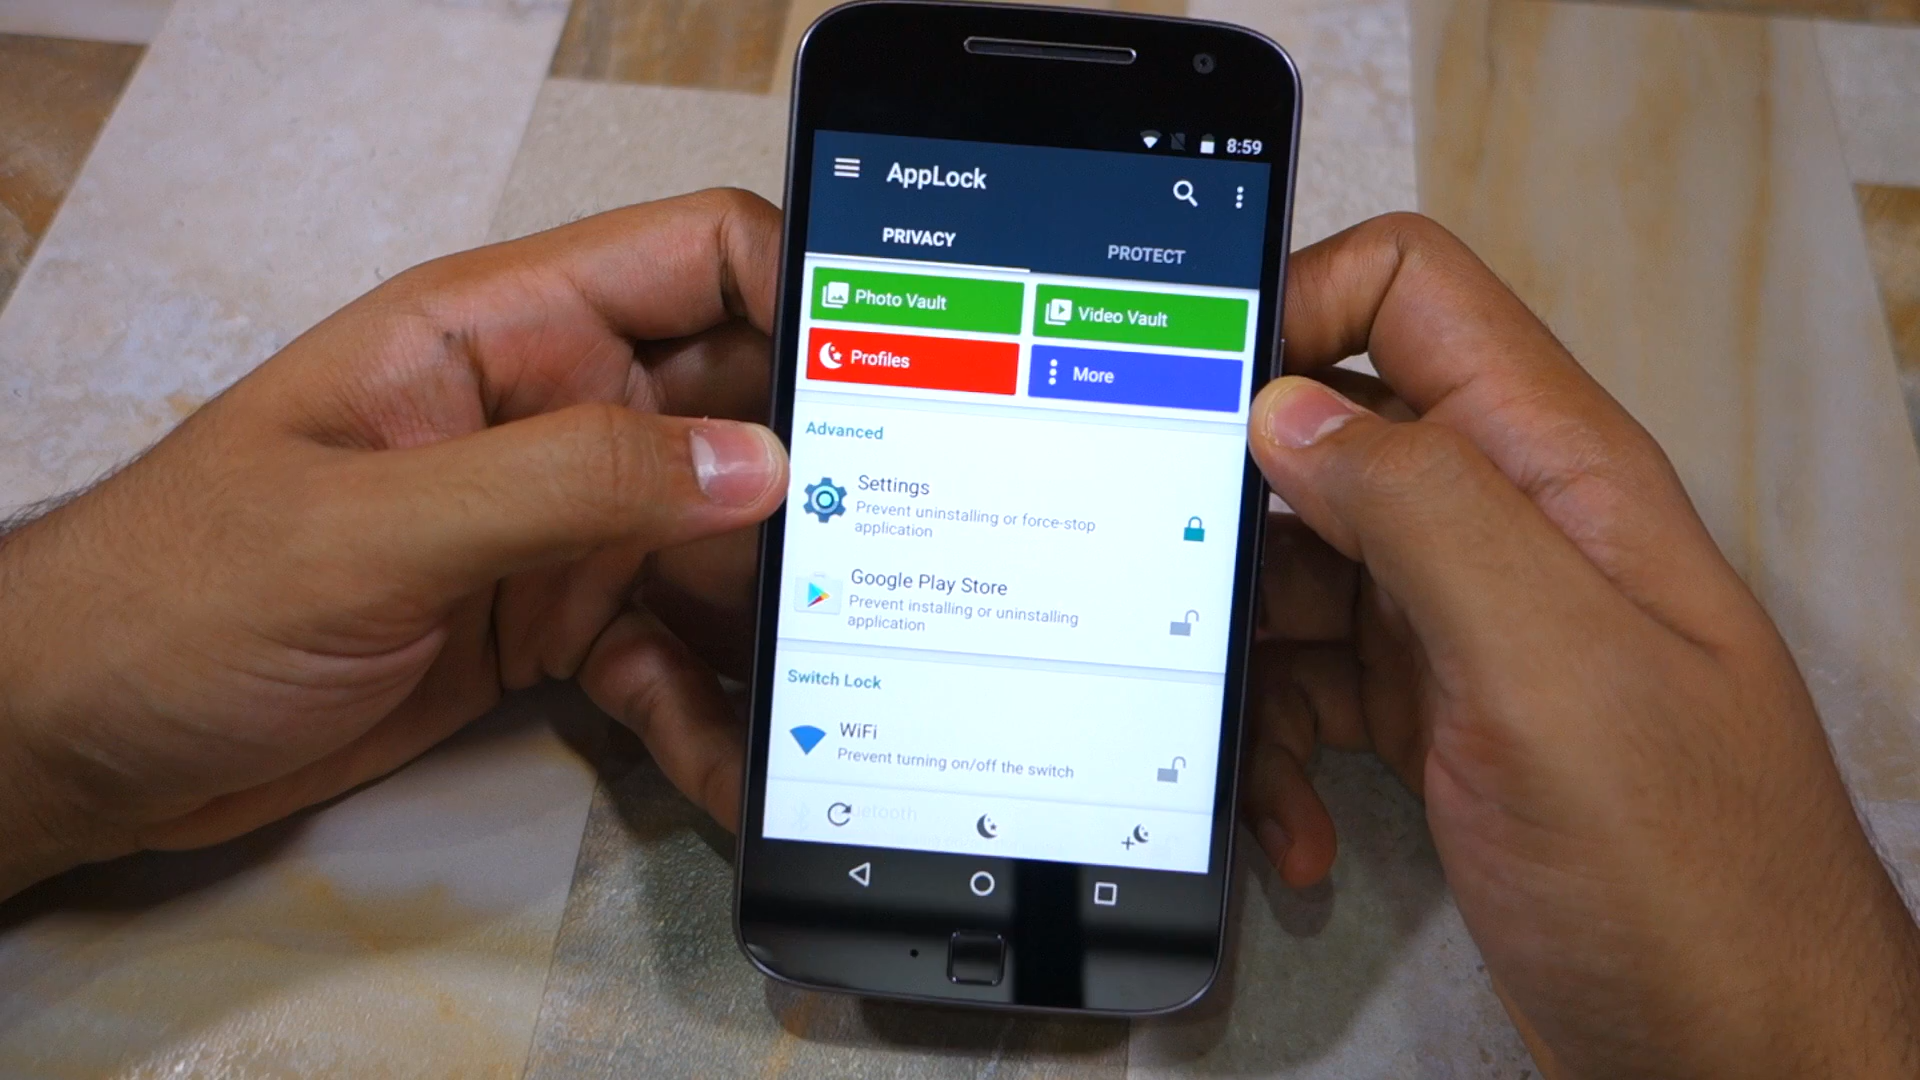 8:59
AppLock
PRIVACY
PROTECT
Photo Vault
Video Vault
Profiles
More
Advanced
Settings
Prevent uninstalling or force-stop
application
Google Play Store
Prevent installing or uninstalling
application
Switch Lock
WiFi
Prevent turning on/off the switch